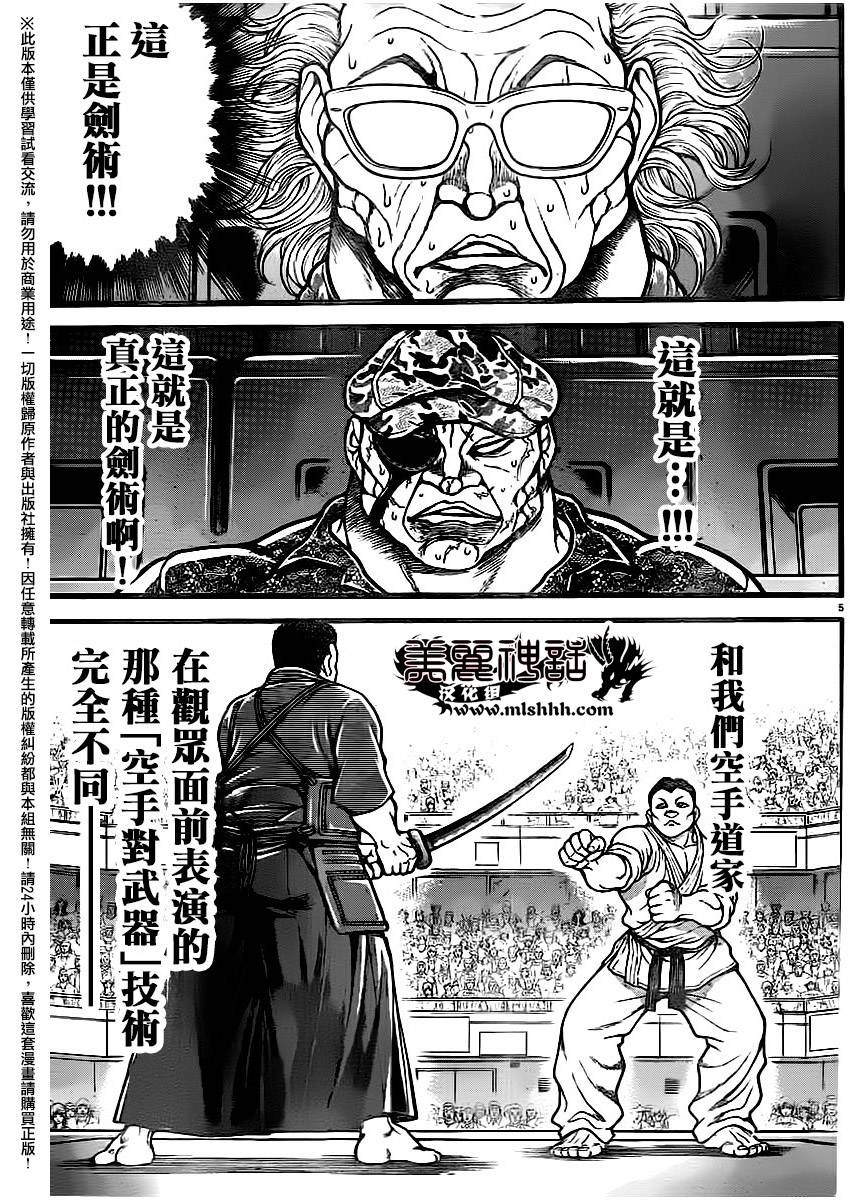 這
正是劍術!!!
這就是…!!!
這就是
真正的劍術啊！
5
和我們空手道家
在觀眾面前表演的
那種「空手對武器」技術
完全不同——
美麗神話
泛化組
www.mlshhh.com
※此版本僅供學習試看交流，請勿用於商業用途！一切版權歸原作者與出版社擁有！因任意轉載所產生的版權糾紛都與本組無關！請24小時內刪除，喜歡這套漫畫請購買正版！